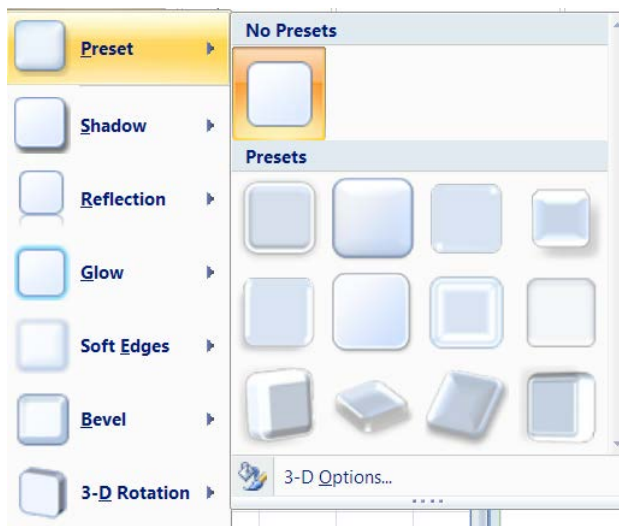 Preset
Shadow
Reflection
Glow
Soft Edges
Bevel
3-D Rotation
No Presets
Presets
3-D Options...